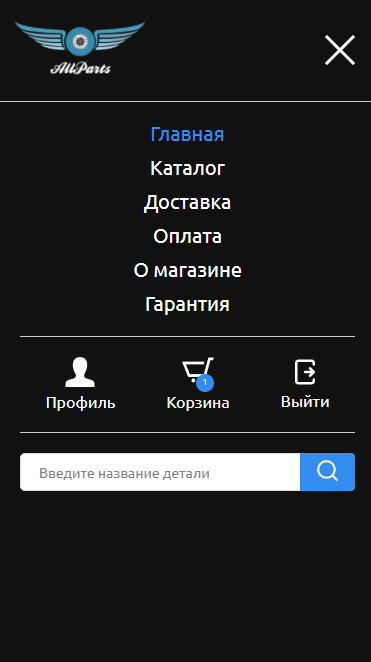 AllParts
Главная
Каталог
Доставка
Оплата
О магазине
Гарантия
1
Профиль Корзина Выйти
Введите название детали